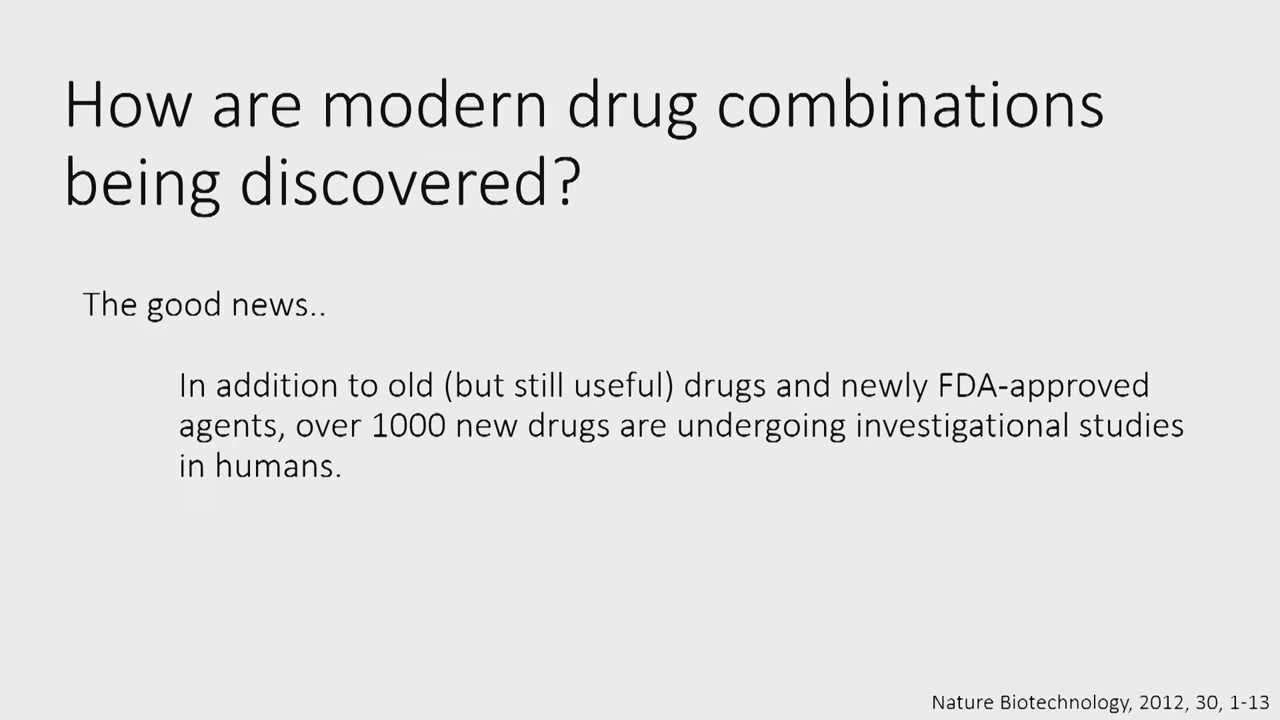 How are modern drug combinations
being discovered?
The good news..
In addition to old (but still useful) drugs and newly FDA-approved
agents, over 1000 new drugs are undergoing investigational studies
in humans.
Nature Biotechnology, 2012, 30, 1-13